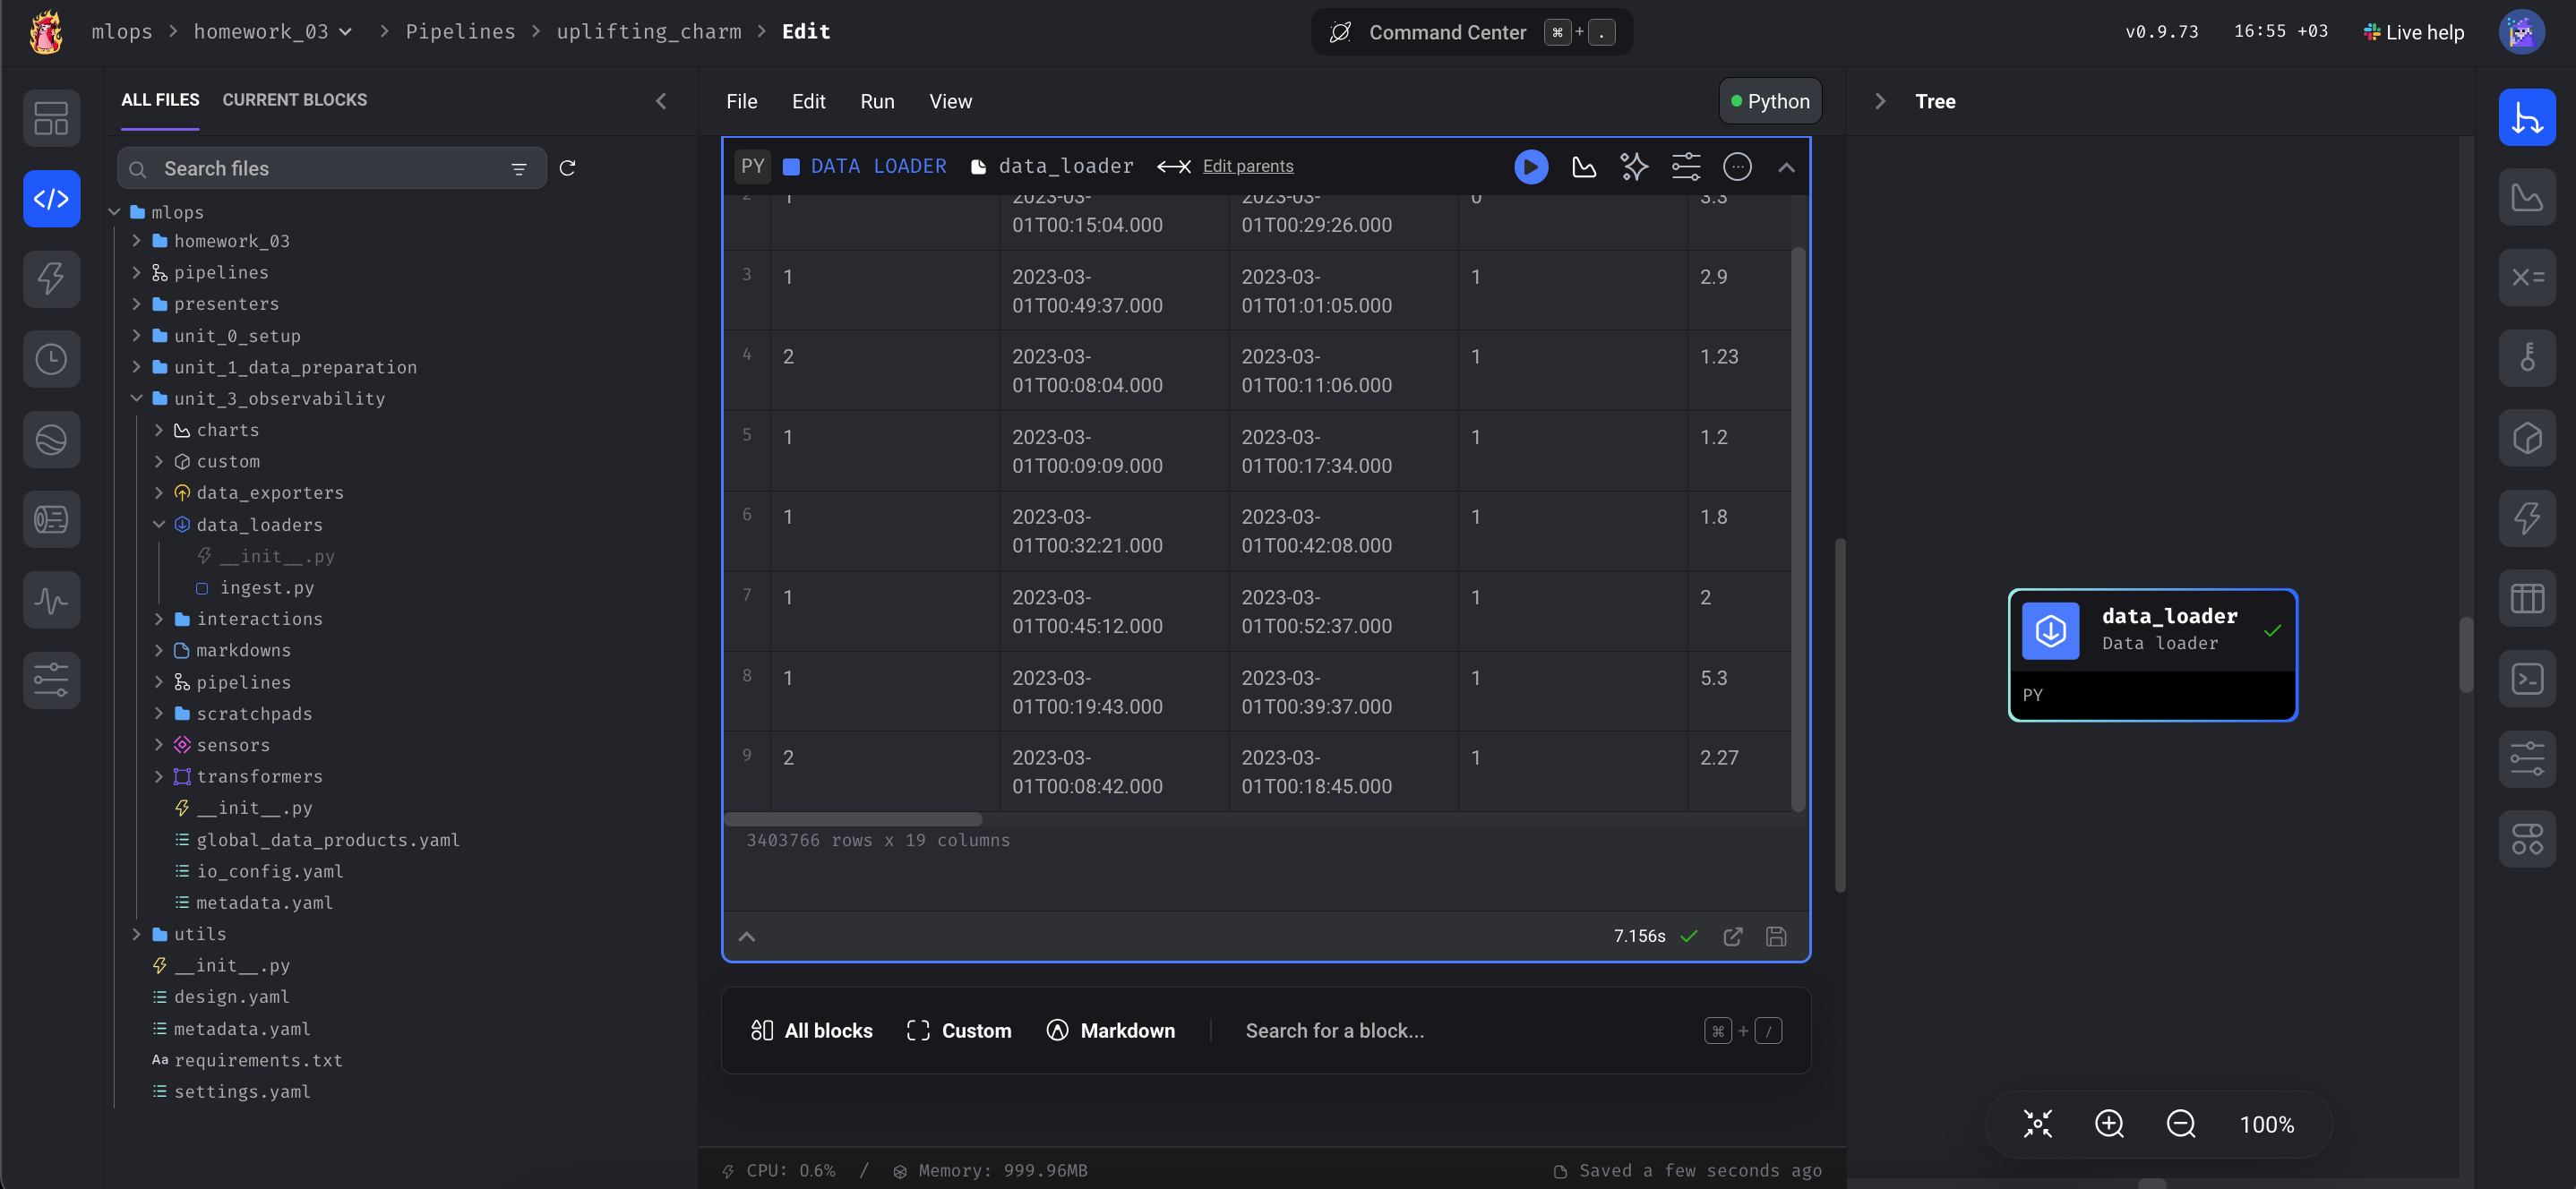 mlops > homework_03 > Pipelines > uplifting_charm > Edit
Command Center ⌘ + .
v0.9.73 16:55 +03 Live help
ALL FILES CURRENT BLOCKS
Search files
mlops
homework_03
pipelines
presenters
unit_0_setup
unit_1_data_preparation
unit_3_observability
charts
custom
data_exporters
data_loaders
__init__.py
ingest.py
interactions
markdowns
pipelines
scratchpads
sensors
transformers
__init__.py
global_data_products.yaml
io_config.yaml
metadata.yaml
utils
__init__.py
design.yaml
metadata.yaml
Aa requirements.txt
settings.yaml
File Edit Run View
Python
PY DATA LOADER data_loader Edit parents
2 1 2023-03- 2023-03- 0 3.3
01T00:15:04.000 01T00:29:26.000
3 1 2023-03- 2023-03- 1 2.9
01T00:49:37.000 01T01:01:05.000
4 2 2023-03- 2023-03- 1 1.23
01T00:08:04.000 01T00:11:06.000
5 1 2023-03- 2023-03- 1 1.2
01T00:09:09.000 01T00:17:34.000
6 1 2023-03- 2023-03- 1 1.8
01T00:32:21.000 01T00:42:08.000
7 1 2023-03- 2023-03- 1 2
01T00:45:12.000 01T00:52:37.000
8 1 2023-03- 2023-03- 1 5.3
01T00:19:43.000 01T00:39:37.000
9 2 2023-03- 2023-03- 1 2.27
01T00:08:42.000 01T00:18:45.000
3403766 rows x 19 columns
7.156s
All blocks Custom Markdown Search for a block... ⌘ + /
CPU: 0.6% / Memory: 999.96MB Saved a few seconds ago
Tree
data_loader
Data loader
PY
100%